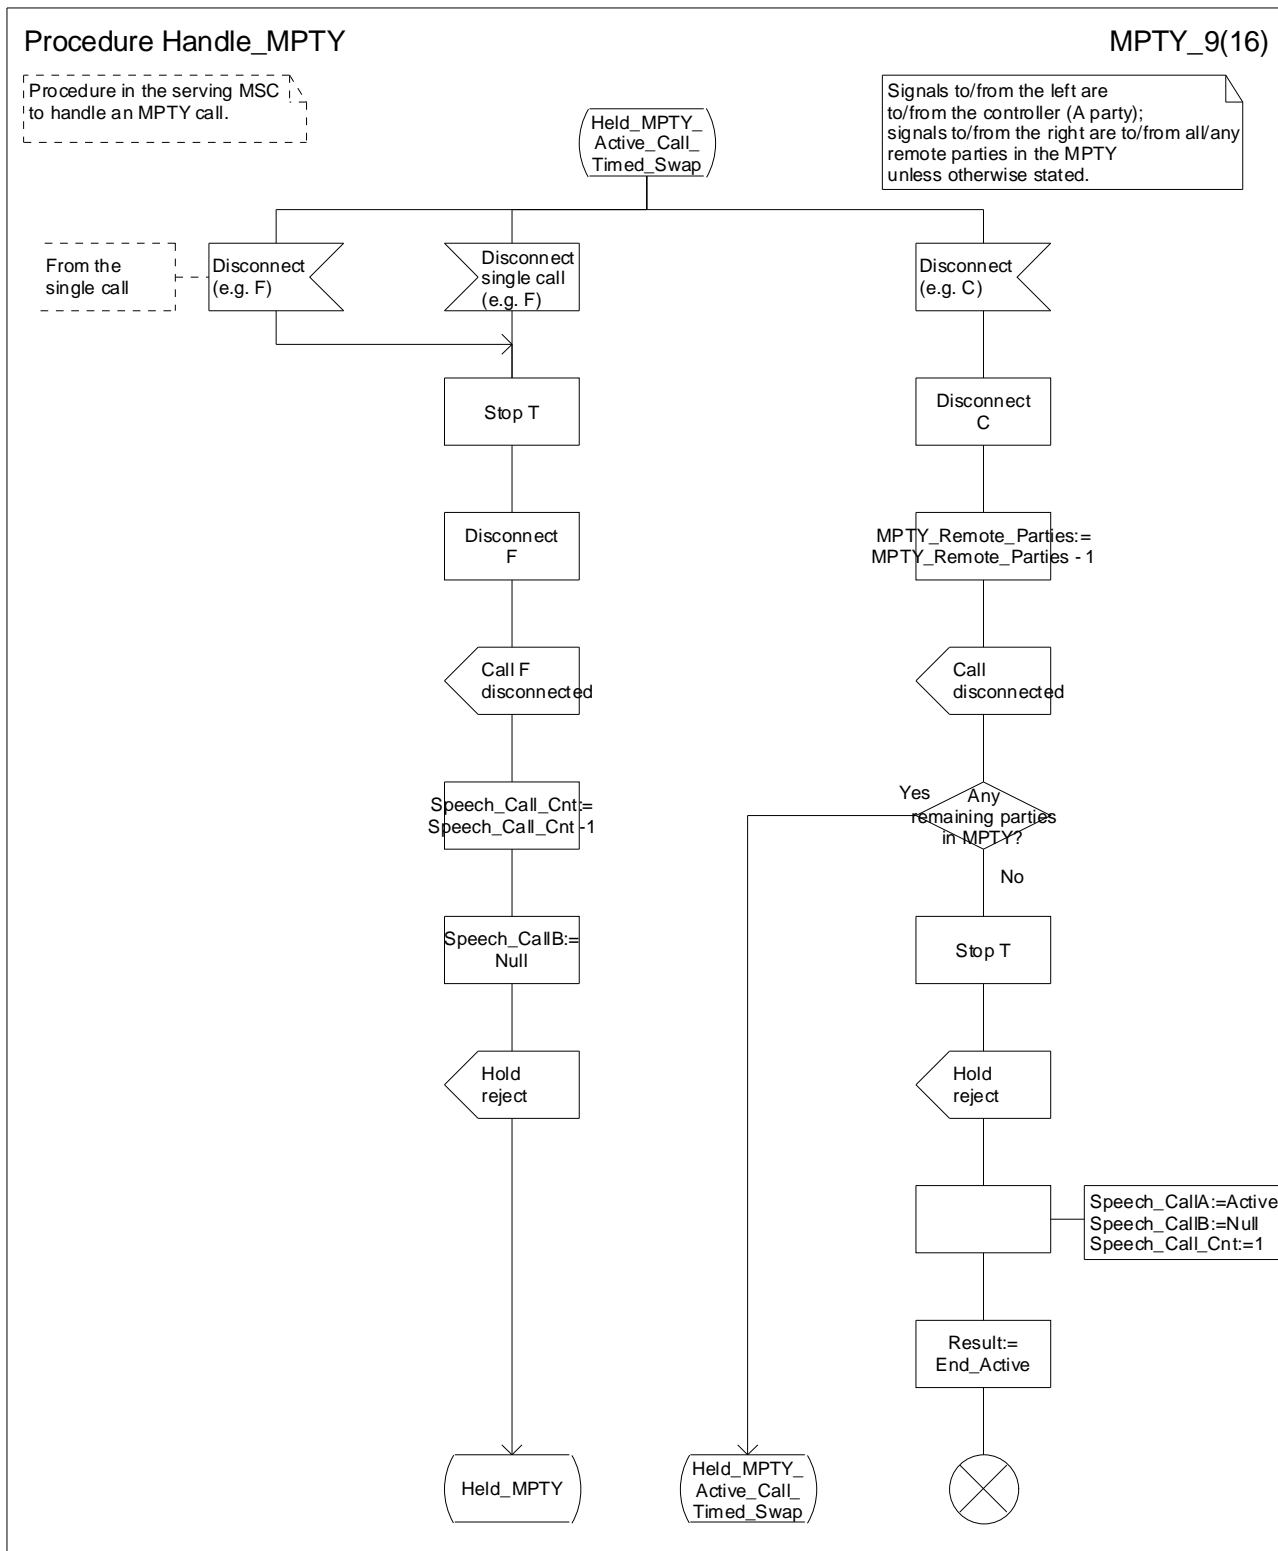 Procedure Handle_MPTY
MPTY_9(16)
Procedure in the serving MSC
to handle an MPTY call.
Held_MPTY_
Active_Call_
Timed_Swap
Signals to/from the left are
to/from the controller (A party);
signals to/from the right are to/from all/any
remote parties in the MPTY
unless otherwise stated.
From the
single call
Disconnect
(e.g. F)
Disconnect
single call
(e.g. F)
Disconnect
(e.g. C)
Stop T
Disconnect
C
Disconnect
F
MPTY_Remote_Parties:=
MPTY_Remote_Parties - 1
Call F
disconnected
Call
disconnected
Speech_Call_Cnt:=
Speech_Call_Cnt -1
Yes
Any
remaining parties
in MPTY?
No
Speech_CallB:=
Null
Stop T
Hold
reject
Hold
reject
Speech_CallA:=Active
Speech_CallB:=Null
Speech_Call_Cnt:=1
Result:=
End_Active
Held_MPTY
Held_MPTY_
Active_Call_
Timed_Swap